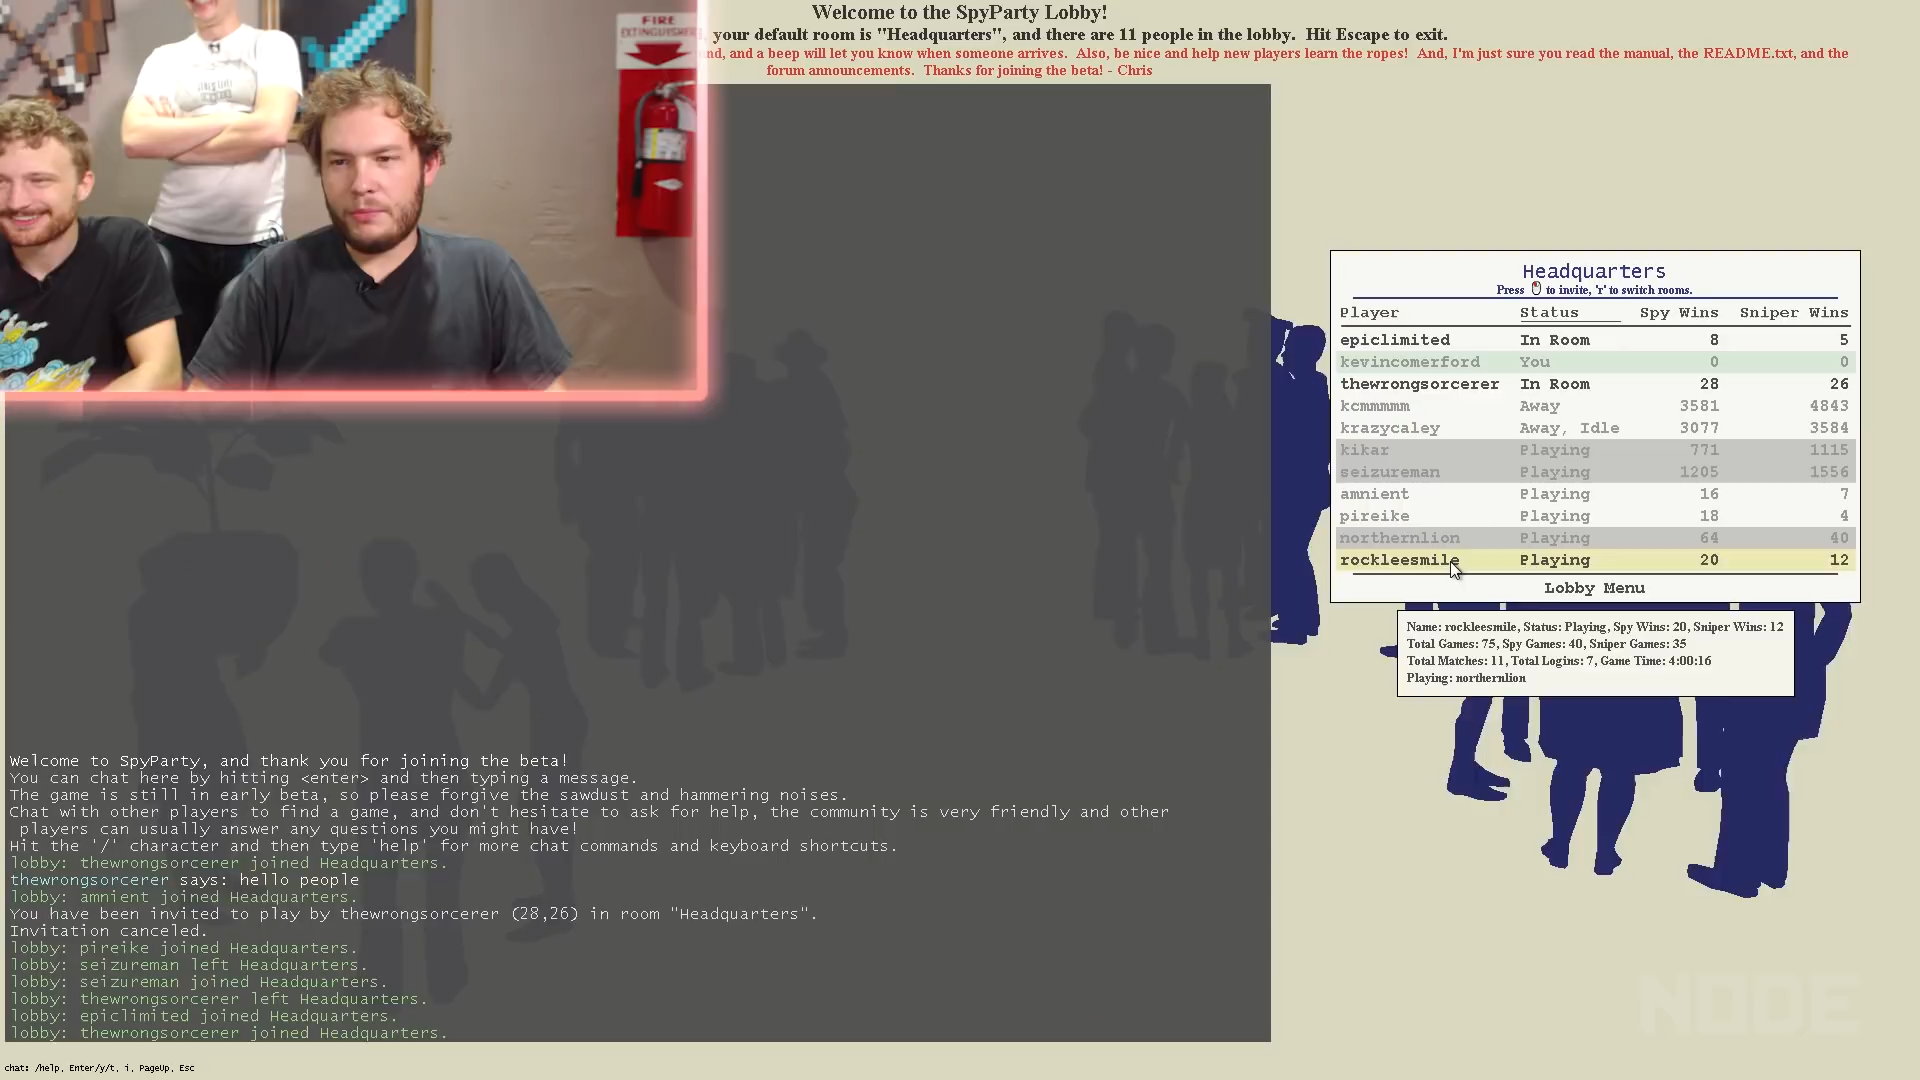 FIRE
EXTINGUISHER
Welcome to the SpyParty Lobby!
your default room is "Headquarters", and there are 11 people in the lobby. Hit Escape to exit.
and a beep will let you know when someone arrives. Also, be nice and help new players learn the ropes! And, I'm just sure you read the manual, the README.txt, and the
forum announcements. Thanks for joining the beta! - Chris
Headquarters
Press to invite, 'r' to switch rooms.
Player Status Spy Wins Sniper Wins
epiclimited In Room 8 5
kevincomerford You 0 0
thewrongsorcerer In Room 28 26
kcmmmmm Away 3581 4843
krazycaley Away, Idle 3077 3584
kikar Playing 771 1115
seizureman Playing 1205 1556
amnient Playing 16 7
pireike Playing 18 4
northernlion Playing 64 40
rockleesmile Playing 20 12
Lobby Menu
Name: rockleesmile, Status: Playing, Spy Wins: 20, Sniper Wins: 12
Total Games: 75, Spy Games: 40, Sniper Games: 35
Total Matches: 11, Total Logins: 7, Game Time: 4:00:16
Playing: northernlion
Welcome to SpyParty, and thank you for joining the beta!
You can chat here by hitting <enter> and then typing a message.
The game is still in early beta, so please forgive the sawdust and hammering noises.
Chat with other players to find a game, and don't hesitate to ask for help, the community is very friendly and other
players can usually answer any questions you might have!
Hit the '/' character and then type 'help' for more chat commands and keyboard shortcuts.
lobby: thewrongsorcerer joined Headquarters.
thewrongsorcerer says: hello people
lobby: amnient joined Headquarters.
You have been invited to play by thewrongsorcerer (28,26) in room "Headquarters".
Invitation canceled.
lobby: pireike joined Headquarters.
lobby: seizureman left Headquarters.
lobby: seizureman joined Headquarters.
lobby: thewrongsorcerer left Headquarters.
lobby: epiclimited joined Headquarters.
lobby: thewrongsorcerer joined Headquarters.
chat: /help, Enter/y/t, i, PageUp, Esc
NODE